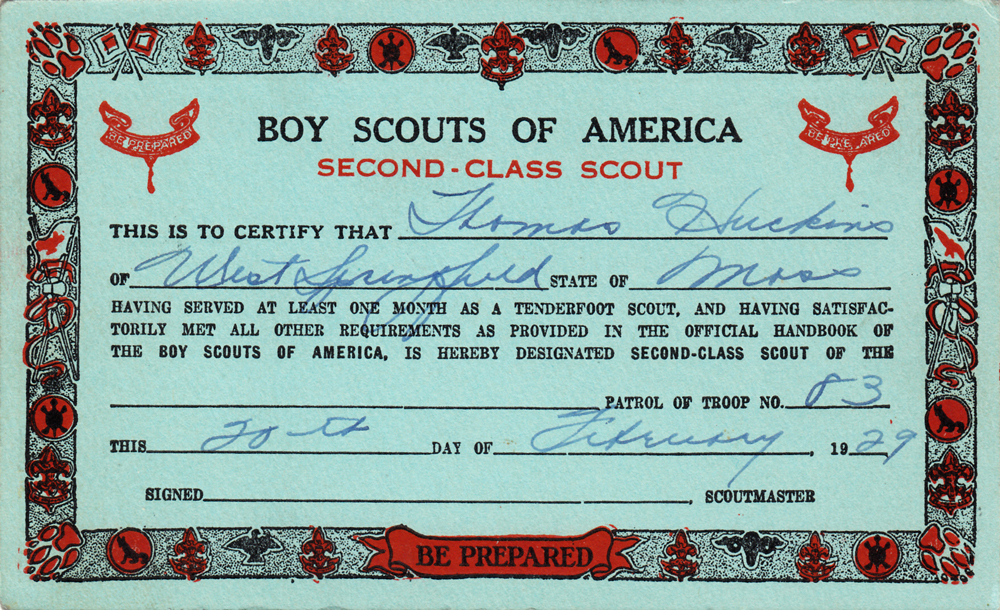 BE PREPARED BE PREPARED
BOY SCOUTS OF AMERICA
SECOND-CLASS SCOUT
THIS IS TO CERTIFY THAT Thomas Huckins
OF West Springfield STATE OF Mass
HAVING SERVED AT LEAST ONE MONTH AS A TENDERFOOT SCOUT, AND HAVING SATISFAC-
TORILY MET ALL OTHER REQUIREMENTS AS PROVIDED IN THE OFFICIAL HANDBOOK OF
THE BOY SCOUTS OF AMERICA, IS HEREBY DESIGNATED SECOND-CLASS SCOUT OF THE
PATROL OF TROOP NO. 83
THIS 20th DAY OF February, 1929
SIGNED , SCOUTMASTER
BE PREPARED